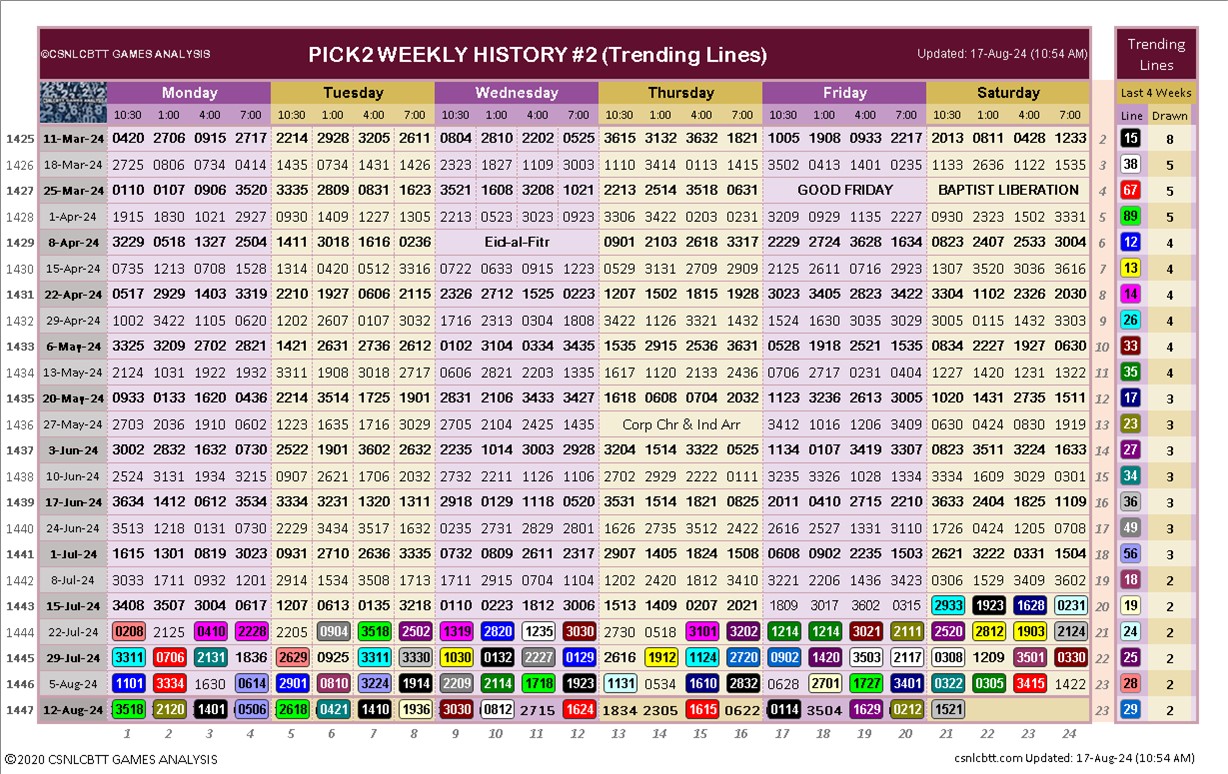 ©CSNLCBTT GAMES ANALYSIS PICK2 WEEKLY HISTORY #2 (Trending Lines) Updated: 17-Aug-24 (10:54 AM) Trending Lines
Monday Tuesday Wednesday Thursday Friday Saturday Last 4 Weeks
10:30 1:00 4:00 7:00 10:30 1:00 4:00 7:00 10:30 1:00 4:00 7:00 10:30 1:00 4:00 7:00 10:30 1:00 4:00 7:00 10:30 1:00 4:00 7:00 Line Drawn
1425 11-Mar-24 0420 2706 0915 2717 2214 2928 3205 2611 0804 2810 2202 0525 3615 3132 3632 1821 1005 1908 0933 2217 2013 0811 0428 1233 2 15 8
1426 18-Mar-24 2725 0806 0734 0414 1435 0734 1431 1426 2323 1827 1109 3003 1110 3414 0113 1415 3502 0413 1401 0235 1133 2636 1122 1535 3 38 5
1427 25-Mar-24 0110 0107 0906 3520 3335 2809 0831 1623 3521 1608 3208 1021 2213 2514 3518 0631 GOOD FRIDAY BAPTIST LIBERATION 4 67 5
1428 1-Apr-24 1915 1830 1021 2927 0930 1409 1227 1305 2213 0523 3023 0923 3306 3422 0203 0231 3209 0929 1135 2227 0930 2323 1502 3331 5 89 5
1429 8-Apr-24 3229 0518 1327 2504 1411 3018 1616 0236 Eid-al-Fitr 0901 2103 2618 3317 2229 2724 3628 1634 0823 2407 2533 3004 6 12 4
1430 15-Apr-24 0735 1213 0708 1528 1314 0420 0512 3313 0722 0633 0915 1223 0529 3131 2709 2909 2125 2611 0716 2923 1307 3520 3036 3616 7 13 4
1431 22-Apr-24 0517 2929 1403 3319 2210 1927 0606 2115 2326 2712 1525 0223 1207 1502 1815 1928 3023 3405 2823 3422 3304 1102 2326 2030 8 14 4
1432 29-Apr-24 1002 3422 1105 0620 1202 2607 0107 3032 1716 2313 0304 1808 3422 1126 3321 1432 1524 1630 3035 3029 3005 0115 1432 3303 9 26 4
1433 6-May-24 3325 3209 2702 2821 1421 2631 2736 2612 0102 3104 0334 3435 1535 2915 2536 3631 0528 1918 2521 1535 0834 2227 1927 0630 10 33 4
1434 13-May-24 2124 1031 1922 1932 3311 1908 3018 2717 0606 2821 2203 1335 1617 1120 2133 2436 0706 2717 0231 0404 1227 1420 1231 1122 11 35 4
1435 20-May-24 0933 0133 1620 0436 2214 3514 1725 1901 2831 2106 3433 3427 1618 0608 0704 2032 1123 3236 2613 3005 1020 1431 2735 1511 12 17 3
1436 27-May-24 2703 2036 1910 0602 1223 1635 1716 3029 2705 2104 2425 1435 Corp Chr & Ind Arr 3412 1016 1206 3409 0630 0424 0830 1919 13 23 3
1437 3-Jun-24 3002 2832 1632 0730 2522 1901 3602 2632 2235 1014 3003 2928 3204 1514 3322 0525 1134 0107 3419 3307 0823 3511 3224 1633 14 27 3
1438 10-Jun-24 2524 3131 1934 3215 0907 2621 1706 2032 2732 2211 1126 1106 2702 2929 2222 0111 3235 3326 1028 1334 3334 1609 3029 0301 15 34 3
1439 17-Jun-24 3634 1412 0612 3534 3334 3231 1320 1311 2918 0129 1118 0520 3531 1514 1821 0825 2011 0410 2715 2210 3633 2404 1825 1109 16 36 3
1440 24-Jun-24 3513 1218 0131 0730 2229 3434 3517 1632 0235 2731 2829 2801 1626 2735 3512 2422 2616 2527 1331 3110 1726 0424 1205 0708 17 49 3
1441 1-Jul-24 1615 1301 0819 3023 0931 2710 2636 3335 0732 0809 2611 2317 2907 1405 1824 1508 0608 0902 2235 1503 2621 3222 0331 1504 18 56 3
1442 8-Jul-24 3033 1711 0932 1201 2914 1534 3508 1713 1711 2915 0704 1104 1202 2420 1812 3410 3221 2206 1436 3423 0306 1529 3409 3602 19 18 2
1443 15-Jul-24 3408 3507 3004 0617 1207 0613 0135 3218 0110 0223 1812 3006 1513 1409 0207 2021 1809 3017 3602 0315 2933 1923 1628 0231 20 19 2
1444 22-Jul-24 0208 2125 0410 2228 2205 0904 3518 2502 1319 2820 1235 3030 2730 0518 3101 3202 1214 1214 3021 2111 2520 2812 1903 2124 21 24 2
1445 29-Jul-24 3311 0706 2131 1836 2629 0925 3311 3330 1030 0132 2227 0129 2616 1912 1124 2720 0902 1420 3503 2117 0308 1209 3501 0330 22 25 2
1446 5-Aug-24 1101 3334 1630 0614 2901 0810 3224 1914 2209 2114 1718 1923 1131 0534 1610 2832 0628 2701 1727 3401 0322 0305 3415 1422 23 28 2
1447 12-Aug-24 3518 2120 1401 0506 2618 0421 1410 1936 3030 0812 2715 1624 1834 2305 1615 0622 0114 3504 1629 0212 1521 23 29 2
1 2 3 4 5 6 7 8 9 10 11 12 13 14 15 16 17 18 19 20 21 22 23 24
©2020 CSNLCBTT GAMES ANALYSIS csnlcbtt.com Updated: 17-Aug-24 (10:54 AM)